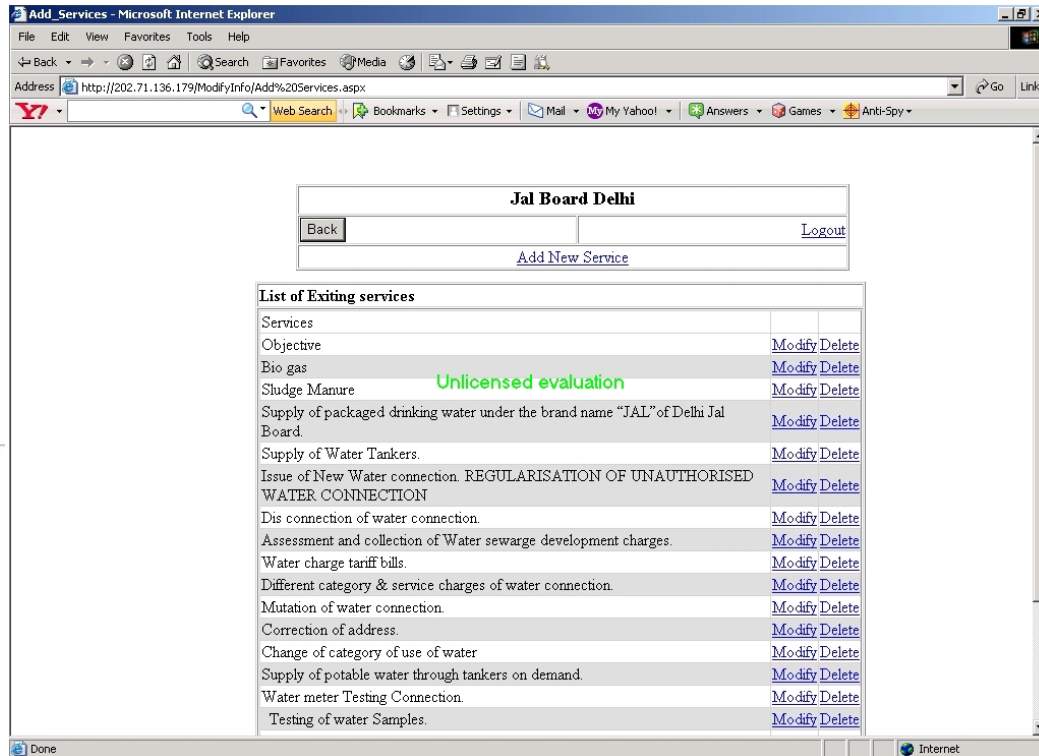 Add_Services - Microsoft Internet Explorer
File Edit View Favorites Tools Help
Back Search Favorites Media
Address http://202.71.136.179/ModifyInfo/Add%20Services.aspx Go Link
Y! Web Search Bookmarks Settings Mail My My Yahoo! Answers Games Anti-Spy
Jal Board Delhi
Back Logout
Add New Service
List of Exiting services
Services
Objective Modify Delete
Bio gas Modify Delete
Unlicensed evaluation
Sludge Manure Modify Delete
Supply of packaged drinking water under the brand name “JAL”of Delhi Jal
Board. Modify Delete
Supply of Water Tankers. Modify Delete
Issue of New Water connection. REGULARISATION OF UNAUTHORISED
WATER CONNECTION Modify Delete
Dis connection of water connection. Modify Delete
Assessment and collection of Water sewarge development charges. Modify Delete
Water charge tariff bills. Modify Delete
Different category & service charges of water connection. Modify Delete
Mutation of water connection. Modify Delete
Correction of address. Modify Delete
Change of category of use of water Modify Delete
Supply of potable water through tankers on demand. Modify Delete
Water meter Testing Connection. Modify Delete
Testing of water Samples. Modify Delete
Done Internet